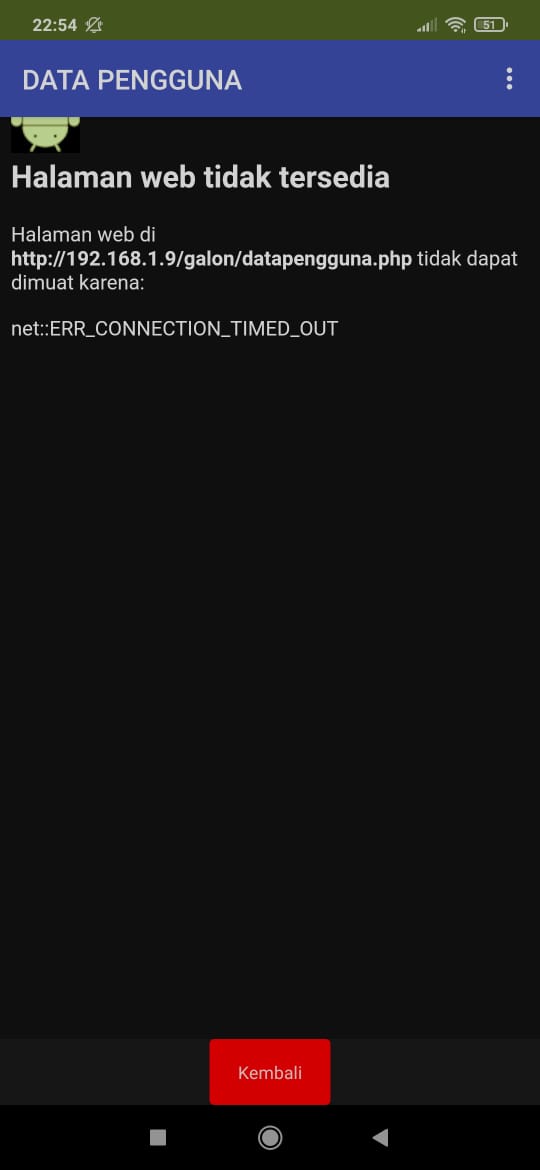 22:54
51
DATA PENGGUNA
Halaman web tidak tersedia
Halaman web di
http://192.168.1.9/galon/datapengguna.php tidak dapat
dimuat karena:
net::ERR_CONNECTION_TIMED_OUT
Kembali